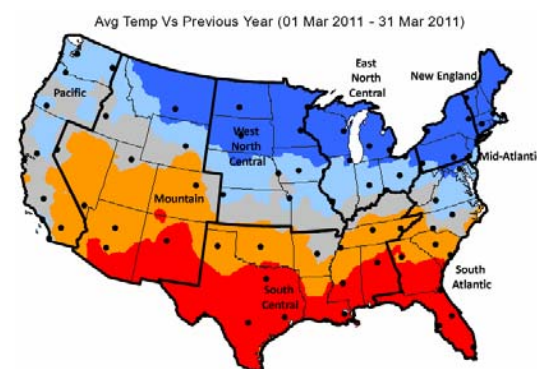 Avg Temp Vs Previous Year (01 Mar 2011 - 31 Mar 2011)
East
North
Central
New England
Pacific
West
North
Central
Mid-Atlantic
Mountain
South
Central
South
Atlantic